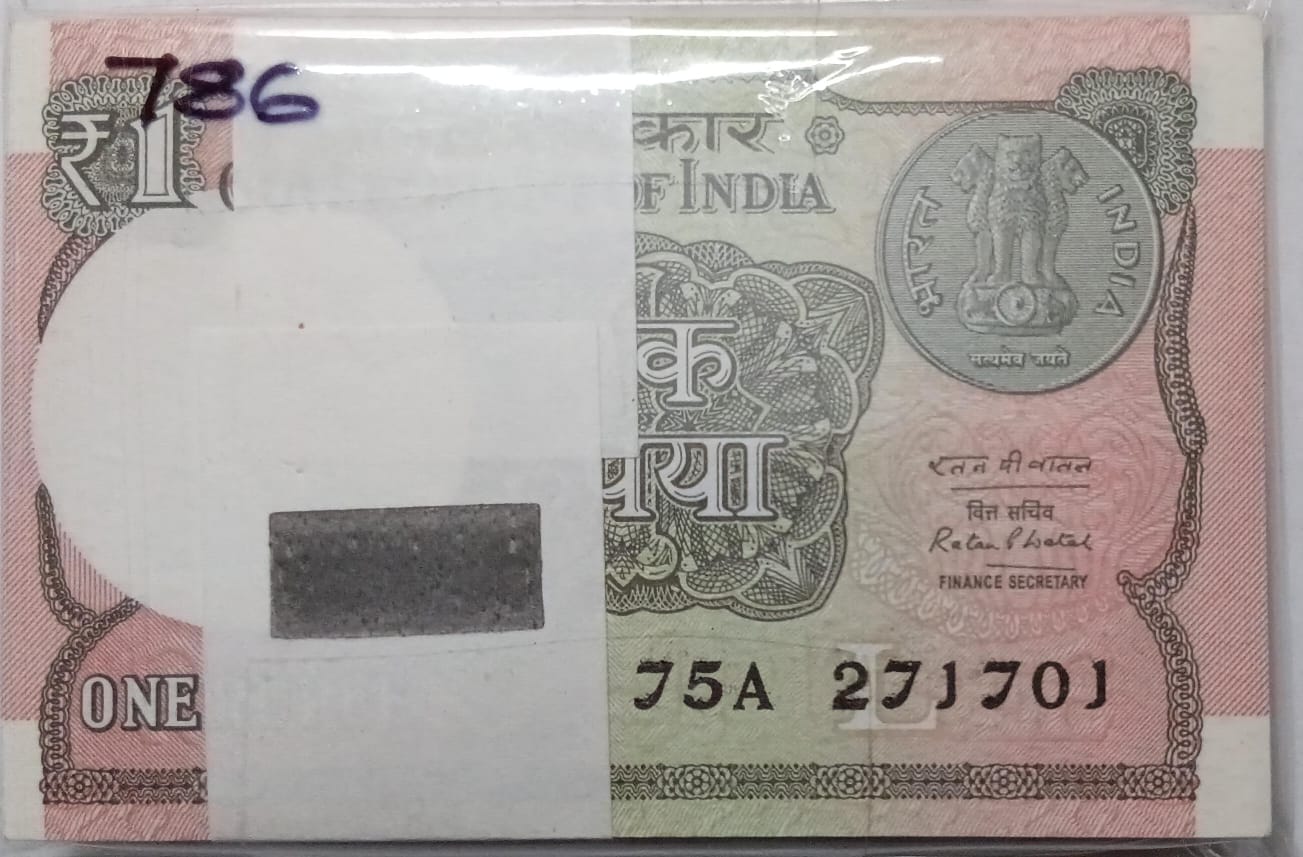 786
₹1
कार
OF INDIA
भारत INDIA
सत्यमेव जयते
क
पया
रतन पी वातल
वित्त सचिव
Ratan P Watal
FINANCE SECRETARY
L
ONE
75A 271701